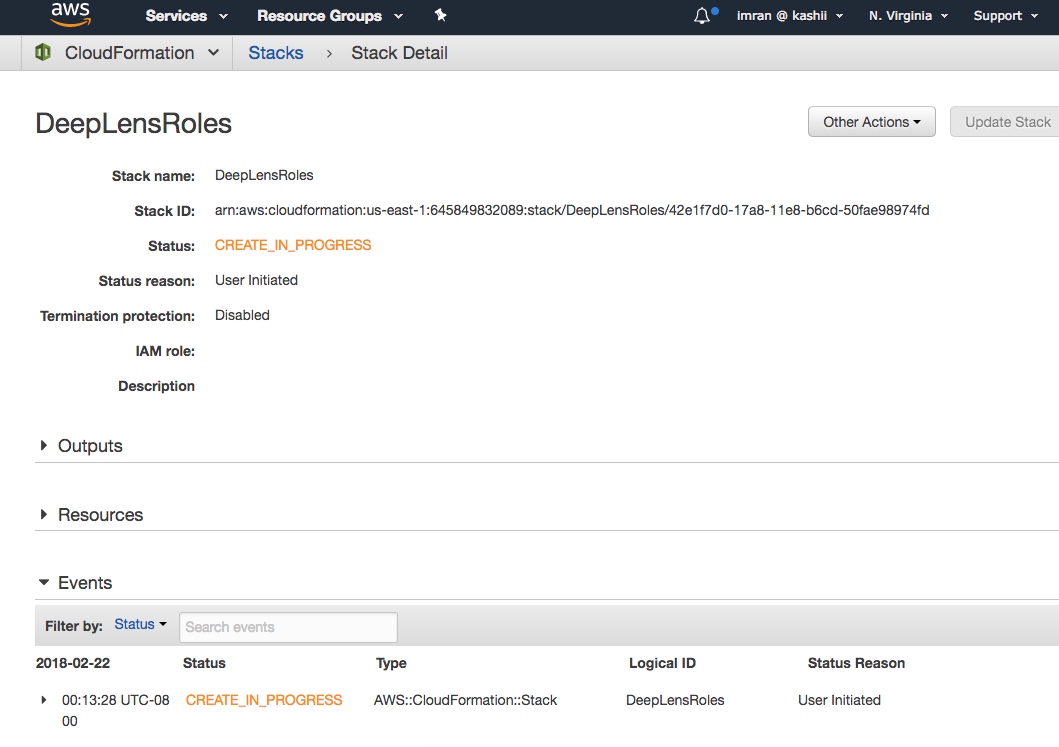 aws Services Resource Groups imran @ kashii N. Virginia Support
CloudFormation Stacks › Stack Detail
DeepLensRoles Other Actions Update Stack
Stack name: DeepLensRoles
Stack ID: arn:aws:cloudformation:us-east-1:645849832089:stack/DeepLensRoles/42e1f7d0-17a8-11e8-b6cd-50fae98974fd
Status: CREATE_IN_PROGRESS
Status reason: User Initiated
Termination protection: Disabled
IAM role:
Description
Outputs
Resources
Events
Filter by: Status Search events
2018-02-22 Status Type Logical ID Status Reason
00:13:28 UTC-08 CREATE_IN_PROGRESS AWS::CloudFormation::Stack DeepLensRoles User Initiated
00